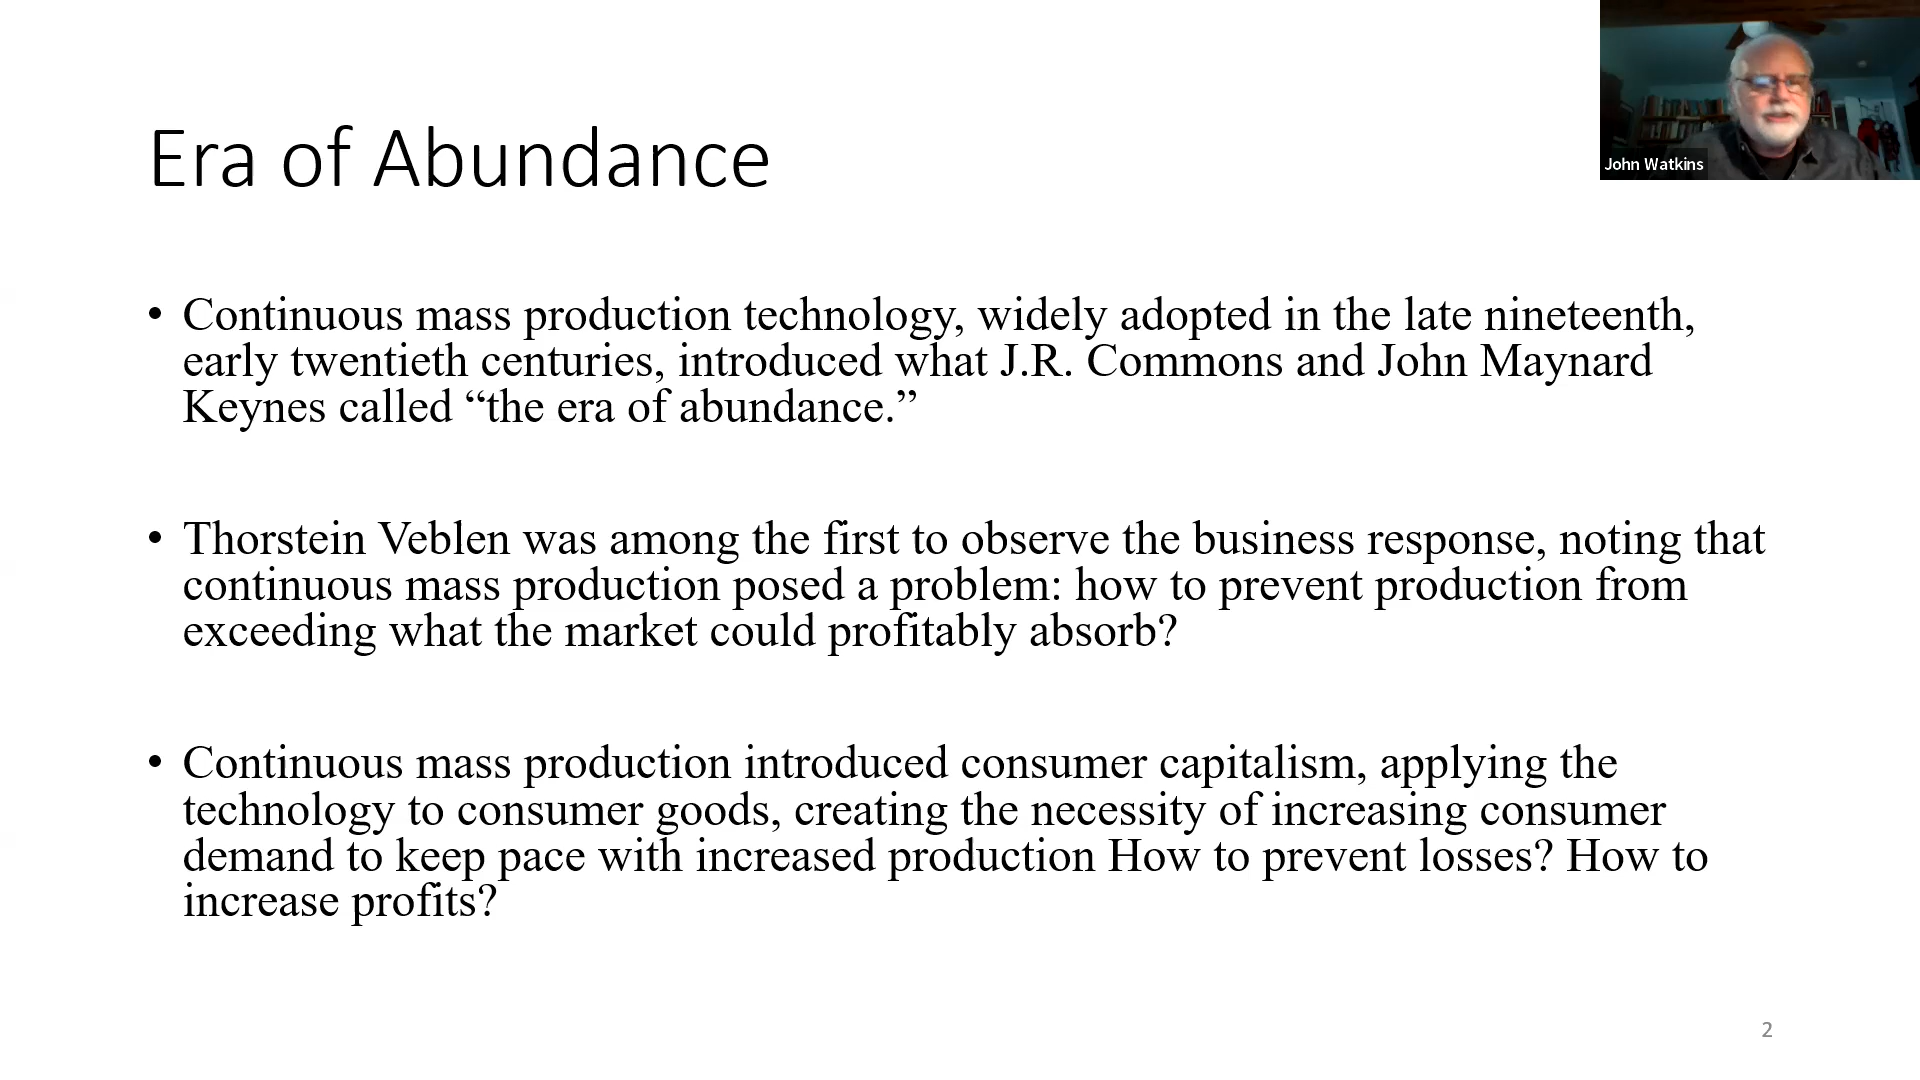 John Watkins
Era of Abundance
• Continuous mass production technology, widely adopted in the late nineteenth,
early twentieth centuries, introduced what J.R. Commons and John Maynard
Keynes called “the era of abundance.”
• Thorstein Veblen was among the first to observe the business response, noting that
continuous mass production posed a problem: how to prevent production from
exceeding what the market could profitably absorb?
• Continuous mass production introduced consumer capitalism, applying the
technology to consumer goods, creating the necessity of increasing consumer
demand to keep pace with increased production How to prevent losses? How to
increase profits?
2